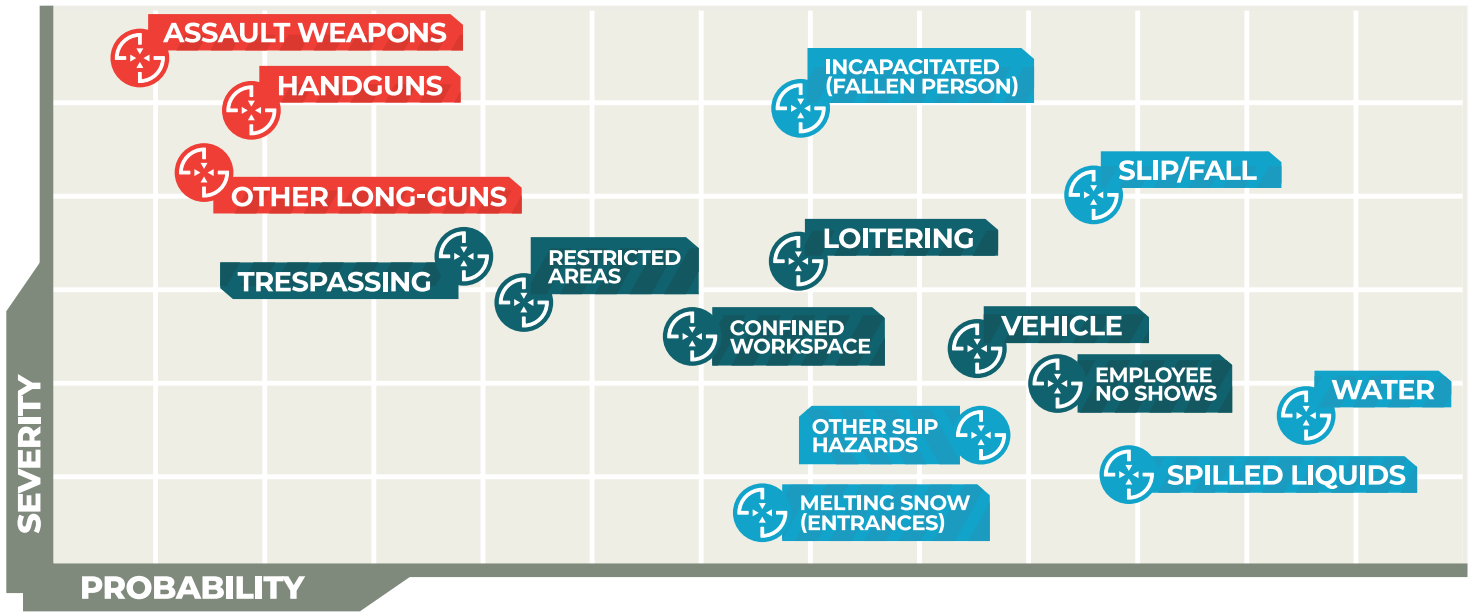 ASSAULT WEAPONS
HANDGUNS
INCAPACITATED
(FALLEN PERSON)
OTHER LONG-GUNS
SLIP/FALL
TRESPASSING
RESTRICTED
AREAS
LOITERING
CONFINED
WORKSPACE
VEHICLE
EMPLOYEE
NO SHOWS
WATER
OTHER SLIP
HAZARDS
SPILLED LIQUIDS
MELTING SNOW
(ENTRANCES)
SEVERITY
PROBABILITY